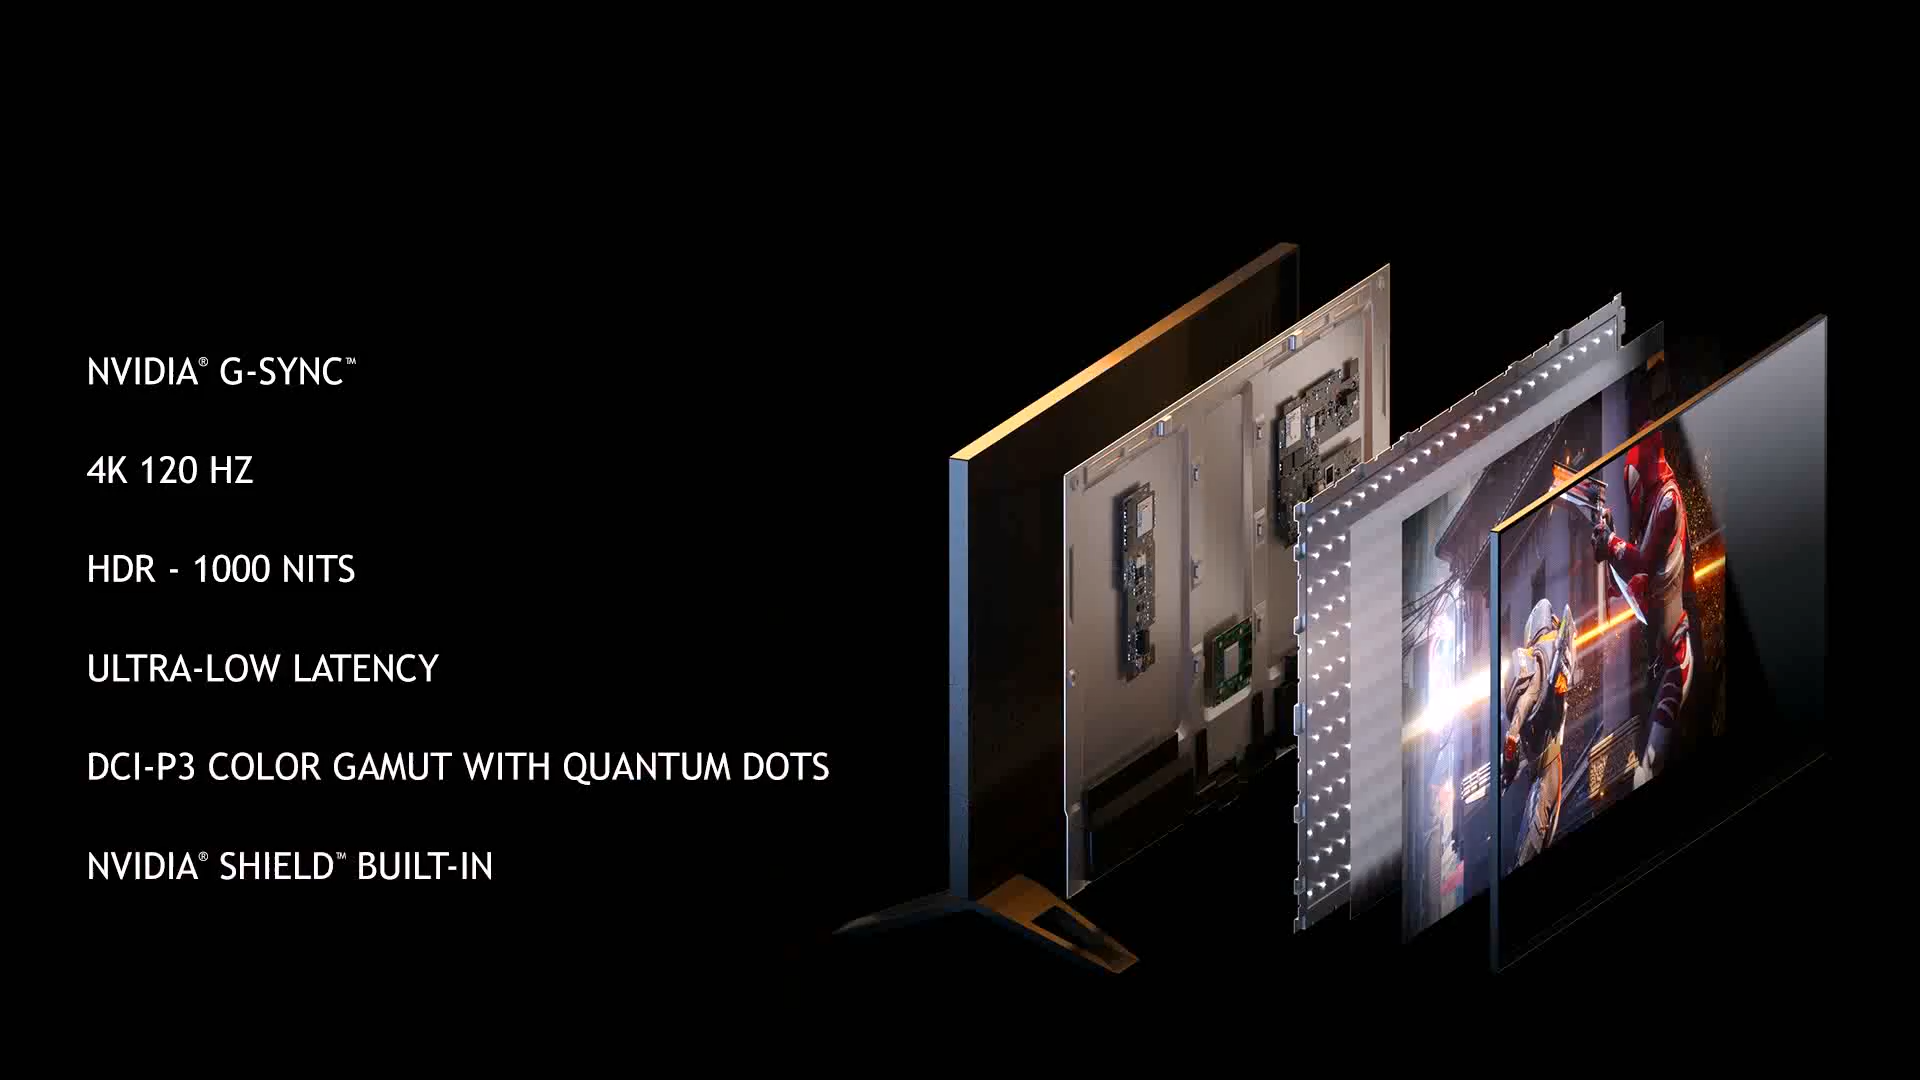 NVIDIA® G-SYNC™
4K 120 HZ
HDR - 1000 NITS
ULTRA-LOW LATENCY
DCI-P3 COLOR GAMUT WITH QUANTUM DOTS
NVIDIA® SHIELD™ BUILT-IN